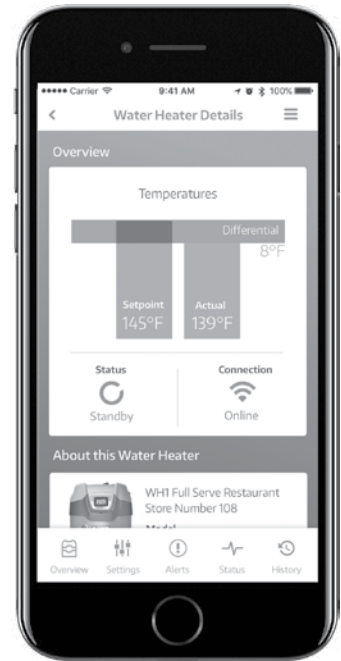 Carrier 9:41 AM 100%
Water Heater Details
Overview
Temperatures
Differential
8°F
Setpoint Actual
145°F 139°F
Status Connection
Standby Online
About this Water Heater
WH1 Full Serve Restaurant
Store Number 108
Model
Overview Settings Alerts Status History